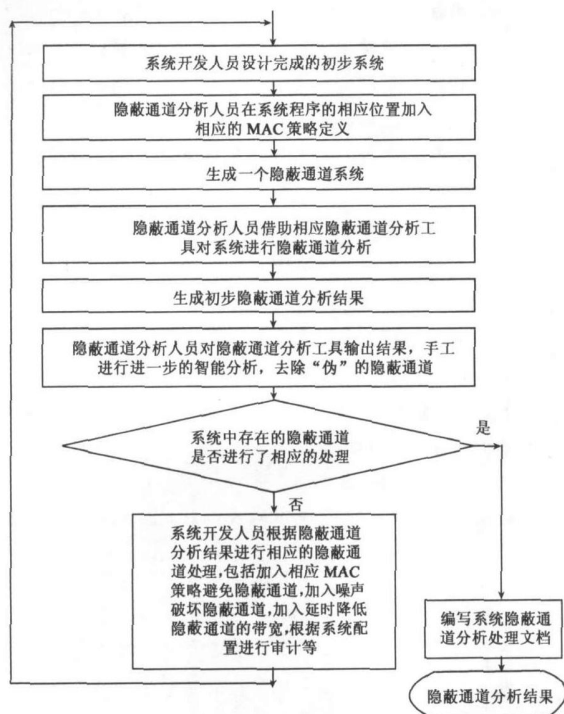 系统开发人员设计完成的初步系统
隐蔽通道分析人员在系统程序的相应位置加入
相应的 MAC 策略定义
生成一个隐蔽通道系统
隐蔽通道分析人员借助相应隐蔽通道分析工
具对系统进行隐蔽通道分析
生成初步隐蔽通道分析结果
隐蔽通道分析人员对隐蔽通道分析工具输出结果，手工
进行进一步的智能分析，去除“伪”的隐蔽通道
系统中存在的隐蔽通道
是否进行了相应的处理
是
否
系统开发人员根据隐蔽通道
分析结果进行相应的隐蔽通
道处理，包括加入相应 MAC
策略避免隐蔽通道，加入噪声
破坏隐蔽通道，加入延时降低
隐蔽通道的带宽，根据系统配
置进行审计等
编写系统隐蔽通
道分析处理文档
隐蔽通道分析结果